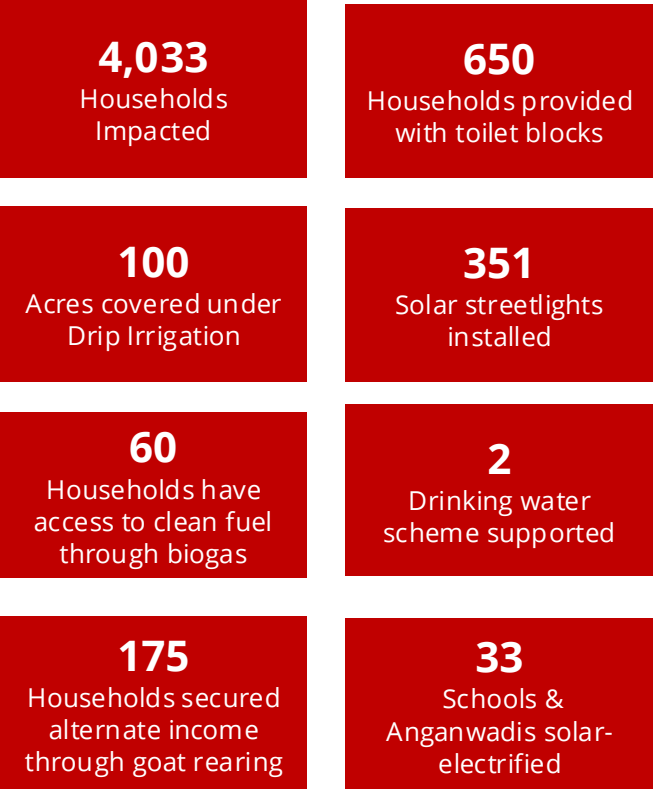 4,033
Households
Impacted
650
Households provided
with toilet blocks
100
Acres covered under
Drip Irrigation
351
Solar streetlights
installed
60
Households have
access to clean fuel
through biogas
2
Drinking water
scheme supported
175
Households secured
alternate income
through goat rearing
33
Schools &
Anganwadis solar-
electrified